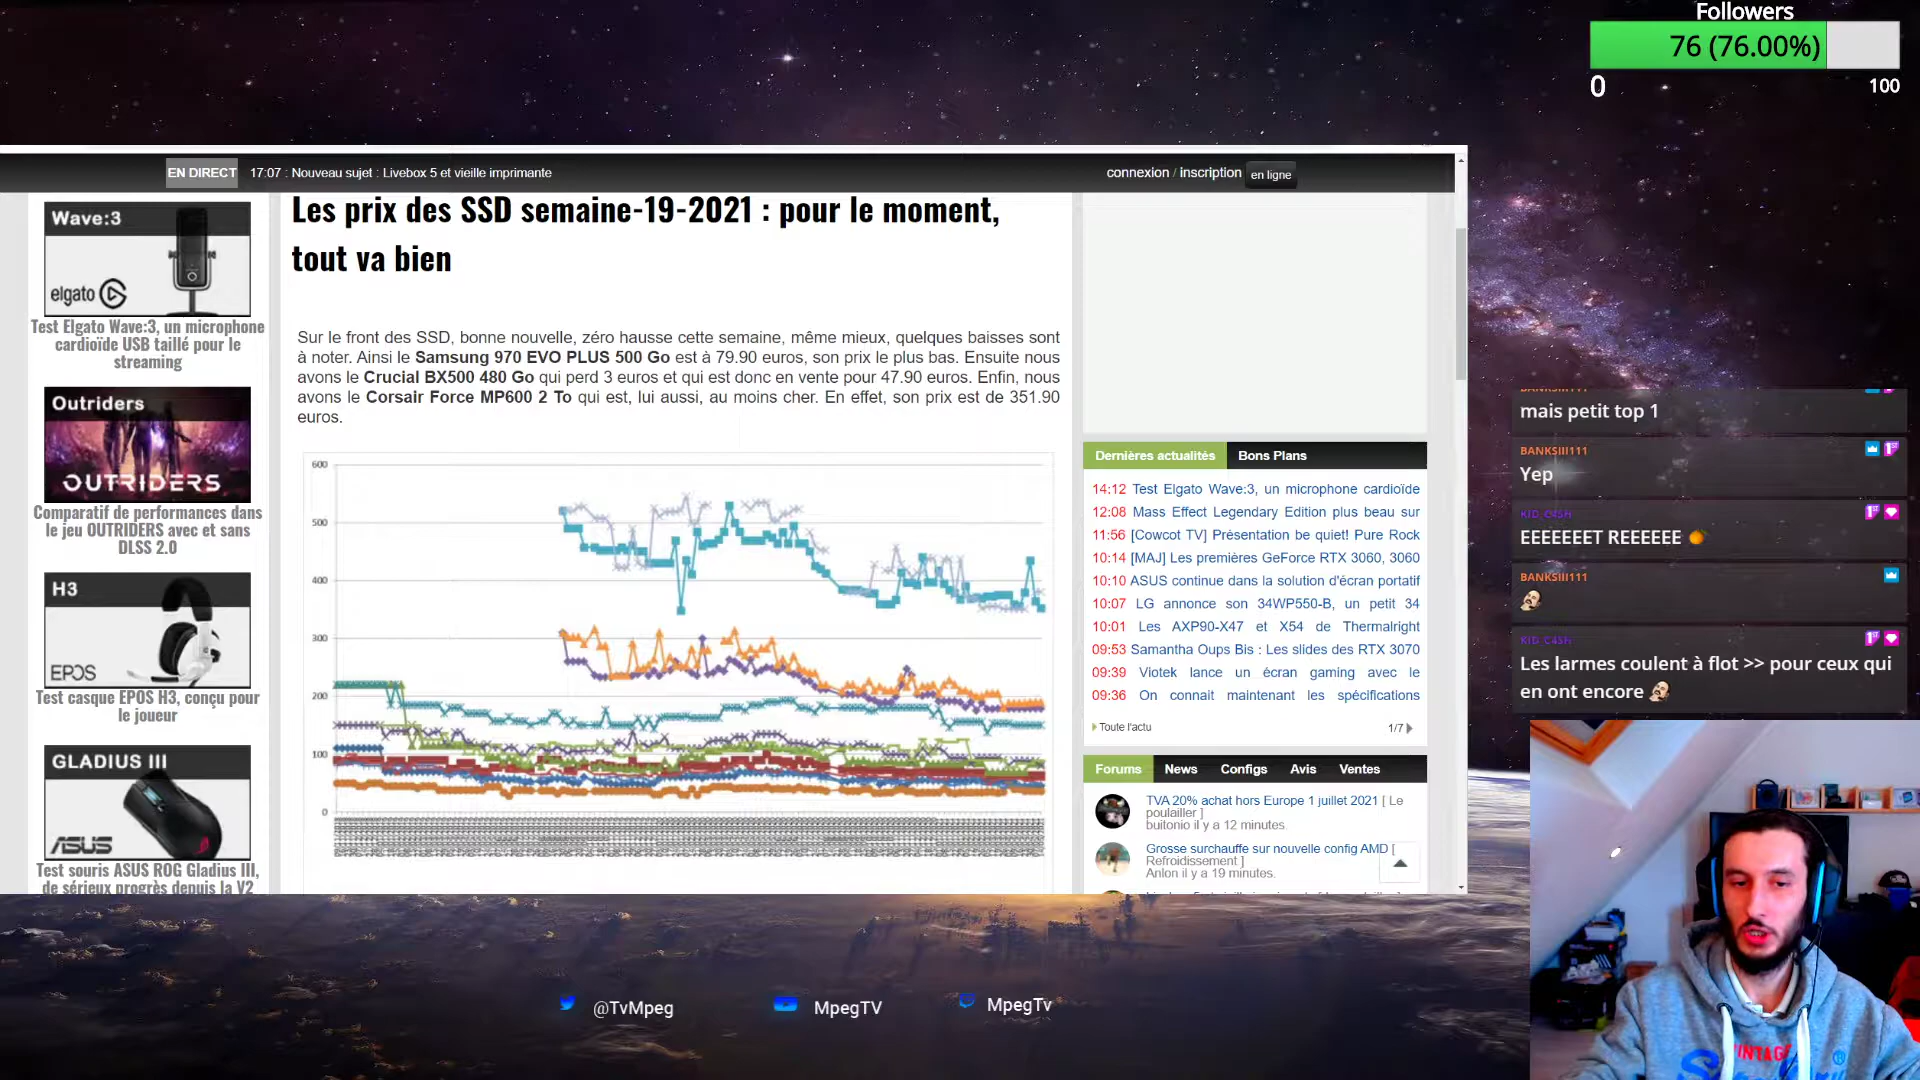 Followers
76 (76.00%)
0
100
EN DIRECT
17:07 : Nouveau sujet : Livebox 5 et vieille imprimante
connexion / inscription
en ligne
Wave:3
elgato
Test Elgato Wave:3, un microphone
cardioïde USB taillé pour le
streaming
Outriders
OUTRIDERS
Comparatif de performances dans
le jeu OUTRIDERS avec et sans
DLSS 2.0
H3
EPOS
Test casque EPOS H3, conçu pour
le joueur
GLADIUS III
ASUS
Test souris ASUS ROG Gladius III,
de sérieux progrès depuis la V2
Les prix des SSD semaine-19-2021 : pour le moment,
tout va bien
Sur le front des SSD, bonne nouvelle, zéro hausse cette semaine, même mieux, quelques baisses sont
à noter. Ainsi le Samsung 970 EVO PLUS 500 Go est à 79.90 euros, son prix le plus bas. Ensuite nous
avons le Crucial BX500 480 Go qui perd 3 euros et qui est donc en vente pour 47.90 euros. Enfin, nous
avons le Corsair Force MP600 2 To qui est, lui aussi, au moins cher. En effet, son prix est de 351.90
euros.
600
500
400
300
200
100
0
Dernières actualités
Bons Plans
14:12 Test Elgato Wave:3, un microphone cardioïde
12:08 Mass Effect Legendary Edition plus beau sur
11:56 [Cowcot TV] Présentation be quiet! Pure Rock
10:14 [MAJ] Les premières GeForce RTX 3060, 3060
10:10 ASUS continue dans la solution d'écran portatif
10:07 LG annonce son 34WP550-B, un petit 34
10:01 Les AXP90-X47 et X54 de Thermalright
09:53 Samantha Oups Bis : Les slides des RTX 3070
09:39 Viotek lance un écran gaming avec le
09:36 On connait maintenant les spécifications
Toute l'actu
1/7
Forums
News
Configs
Avis
Ventes
TVA 20% achat hors Europe 1 juillet 2021 [ Le
poulailler ]
buitonio il y a 12 minutes.
Grosse surchauffe sur nouvelle config AMD [
Refroidissement ]
Anlon il y a 19 minutes.
BANKSIII111
mais petit top 1
BANKSIII111
Yep
KID_C4SH
EEEEEEET REEEEEE
BANKSIII111
KID_C4SH
Les larmes coulent à flot >> pour ceux qui
en ont encore
@TvMpeg
MpegTV
MpegTv
VINTAGE